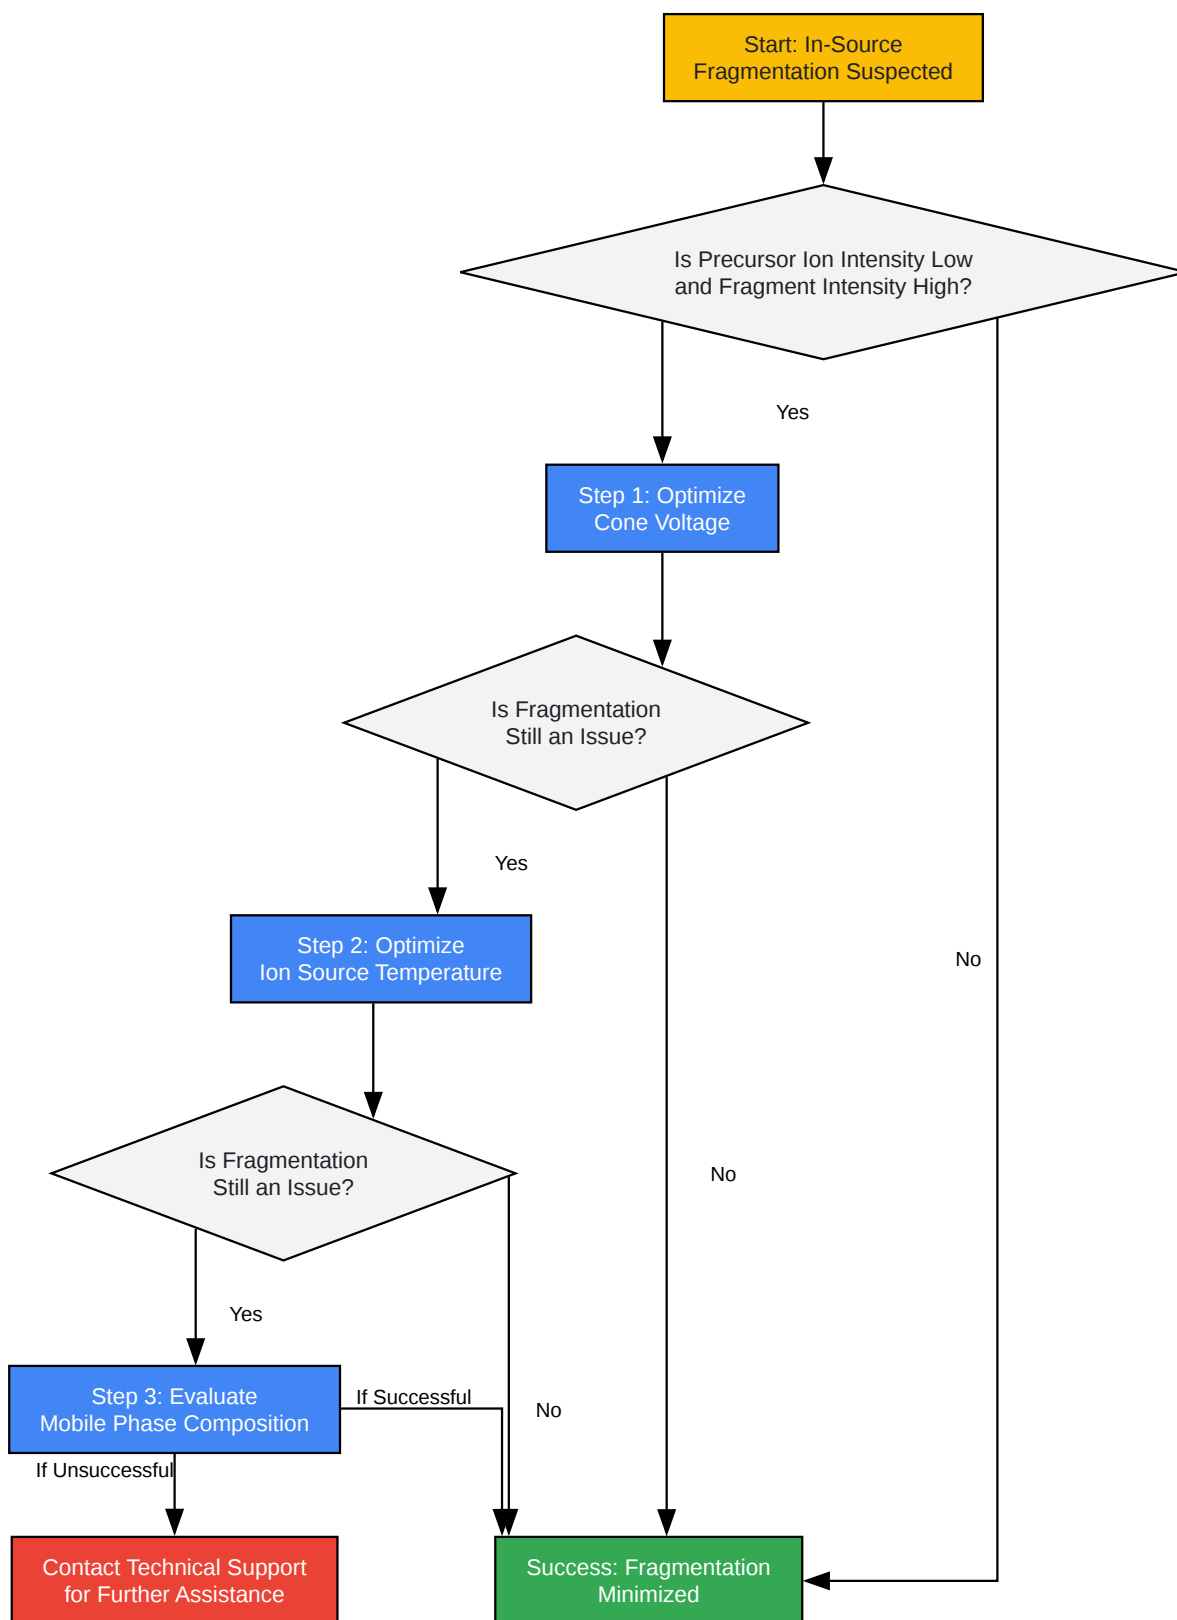 Start: In-Source
Fragmentation Suspected
Is Precursor Ion Intensity Low
and Fragment Intensity High?
Yes
Step 1: Optimize
Cone Voltage
Is Fragmentation
Still an Issue?
Yes
Step 2: Optimize
Ion Source Temperature
No
Is Fragmentation
Still an Issue?
No
Yes
Step 3: Evaluate
Mobile Phase Composition
If Successful
No
If Unsuccessful
Contact Technical Support
for Further Assistance
Success: Fragmentation
Minimized